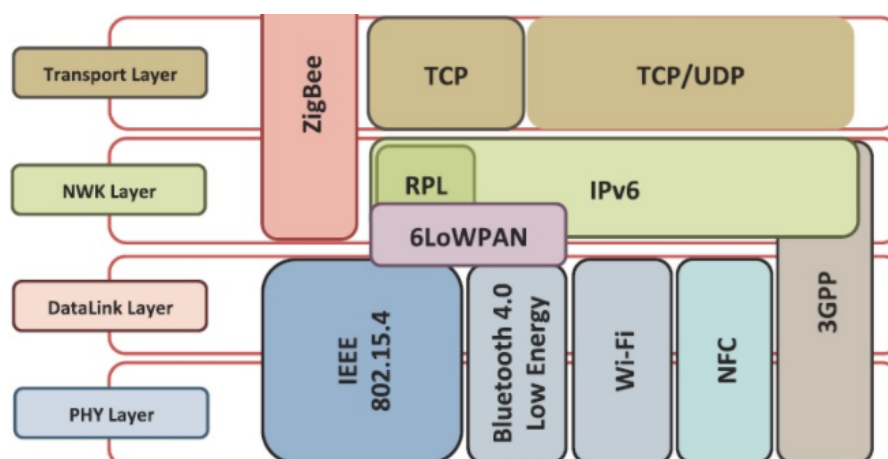 Transport Layer
ZigBee
TCP
TCP/UDP
NWK Layer
RPL
IPv6
6LoWPAN
DataLink Layer
IEEE
802.15.4
Bluetooth 4.0
Low Energy
Wi-Fi
NFC
3GPP
PHY Layer